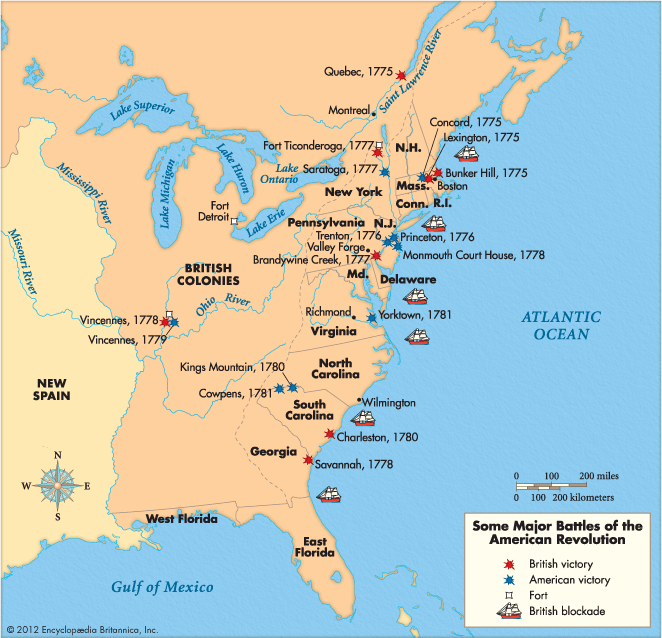 Quebec, 1775
Saint Lawrence River
Montreal
Lake Superior
Concord, 1775
Lexington, 1775
Fort Ticonderoga, 1777
N.H.
Lake Michigan
Lake Huron
Lake
Ontario
Saratoga, 1777
Bunker Hill, 1775
Mass.
Boston
New York
Conn.
R.I.
Mississippi River
Fort
Detroit
Lake Erie
Pennsylvania
N.J.
Trenton, 1776
Princeton, 1776
Valley Forge
Monmouth Court House, 1778
Brandywine Creek, 1777
Missouri River
BRITISH
COLONIES
Md.
Delaware
Ohio River
Richmond
Yorktown, 1781
Vincennes, 1778
Vincennes, 1779
Virginia
ATLANTIC
OCEAN
Kings Mountain, 1780
North
Carolina
NEW
SPAIN
Cowpens, 1781
South
Carolina
Wilmington
Charleston, 1780
Georgia
Savannah, 1778
N
W E
S
0 100 200 miles
0 100 200 kilometers
West Florida
East
Florida
Gulf of Mexico
Some Major Battles of the
American Revolution
British victory
American victory
Fort
British blockade
© 2012 Encyclopædia Britannica, Inc.